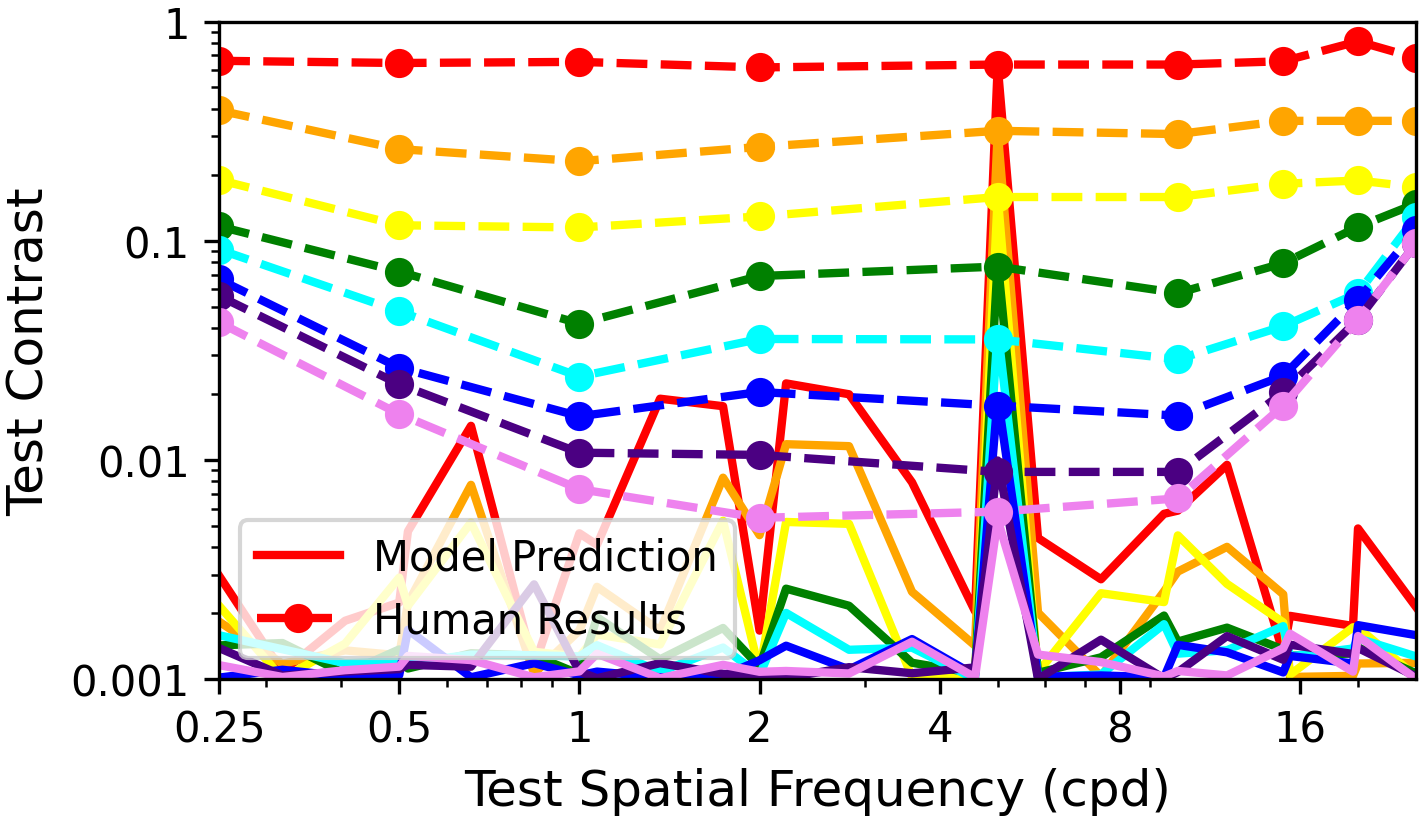 1
0.1
0.01
0.001
Test Contrast
Model Prediction
Human Results
0.25 0.5 1 2 4 8 16
Test Spatial Frequency (cpd)